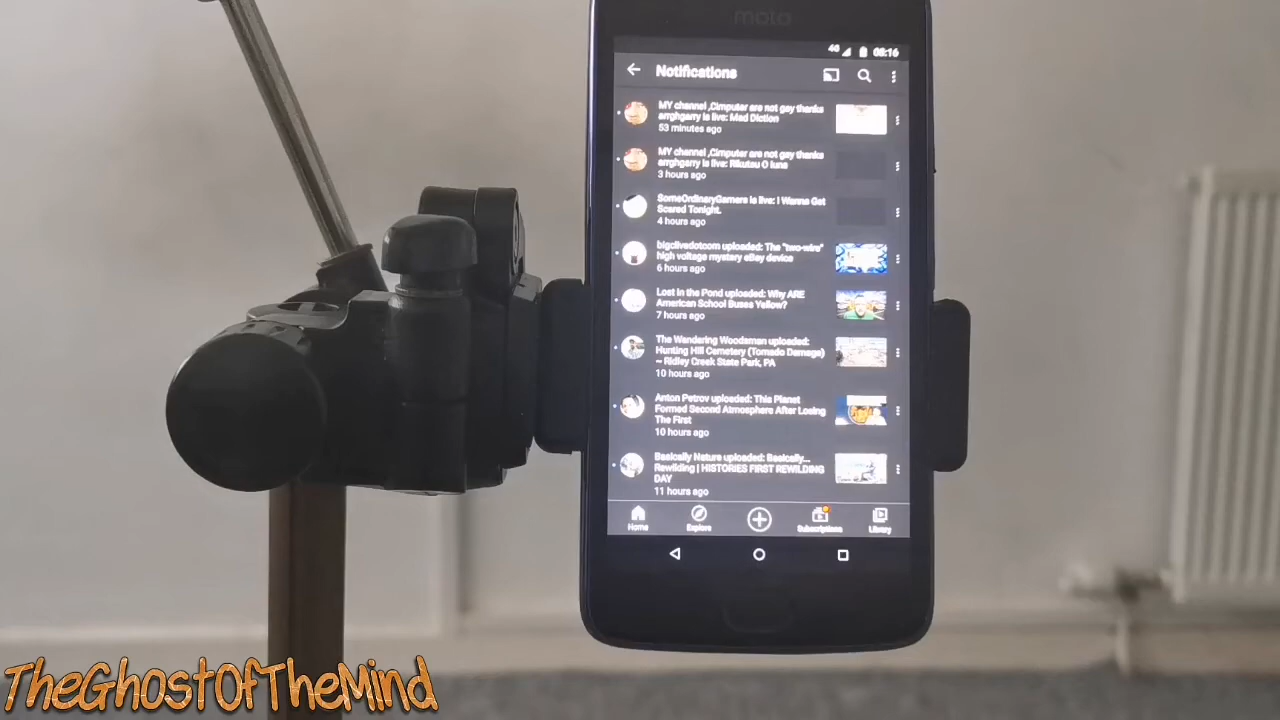 moto
4G 08:16
Notifications
MY channel ,Cimputer are not gay thanks
arrghgarry is live: Mad Diction
53 minutes ago
MY channel ,Cimputer are not gay thanks
arrghgarry is live: Rikutsu O Iuna
3 hours ago
SomeOrdinaryGamers is live: I Wanna Get
Scared Tonight.
4 hours ago
bigclivedotcom uploaded: The "two-wire"
high voltage mystery eBay device
6 hours ago
Lost in the Pond uploaded: Why ARE
American School Buses Yellow?
7 hours ago
The Wandering Woodsman uploaded:
Hunting Hill Cemetery (Tornado Damage)
~ Ridley Creek State Park, PA
10 hours ago
Anton Petrov uploaded: This Planet
Formed Second Atmosphere After Losing
The First
10 hours ago
Basically Nature uploaded: Basically...
Rewilding | HISTORIES FIRST REWILDING
DAY
11 hours ago
Home Explore Subscriptions Library
TheGhostOfTheMind